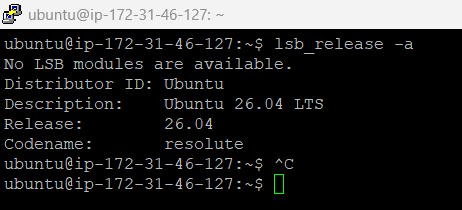 ubuntu@ip-172-31-46-127: ~
ubuntu@ip-172-31-46-127:~$ lsb_release -a
No LSB modules are available.
Distributor ID: Ubuntu
Description:    Ubuntu 26.04 LTS
Release:        26.04
Codename:       resolute
ubuntu@ip-172-31-46-127:~$ ^C
ubuntu@ip-172-31-46-127:~$